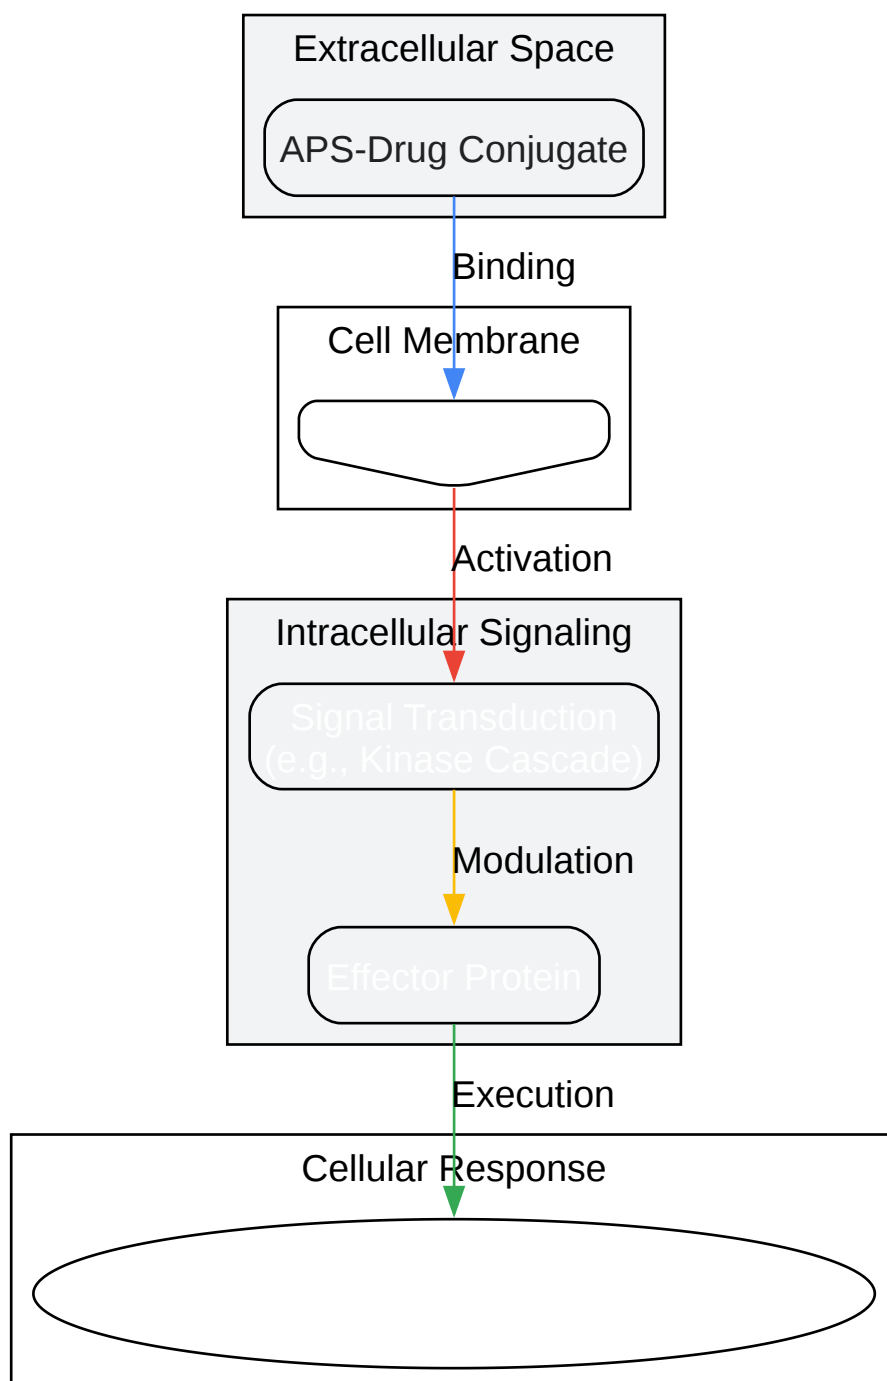 Extracellular Space
APS-Drug Conjugate
Binding
Cell Membrane
Activation
Intracellular Signaling
Signal Transduction
(e.g., Kinase Cascade)
Modulation
Effector Protein
Execution
Cellular Response